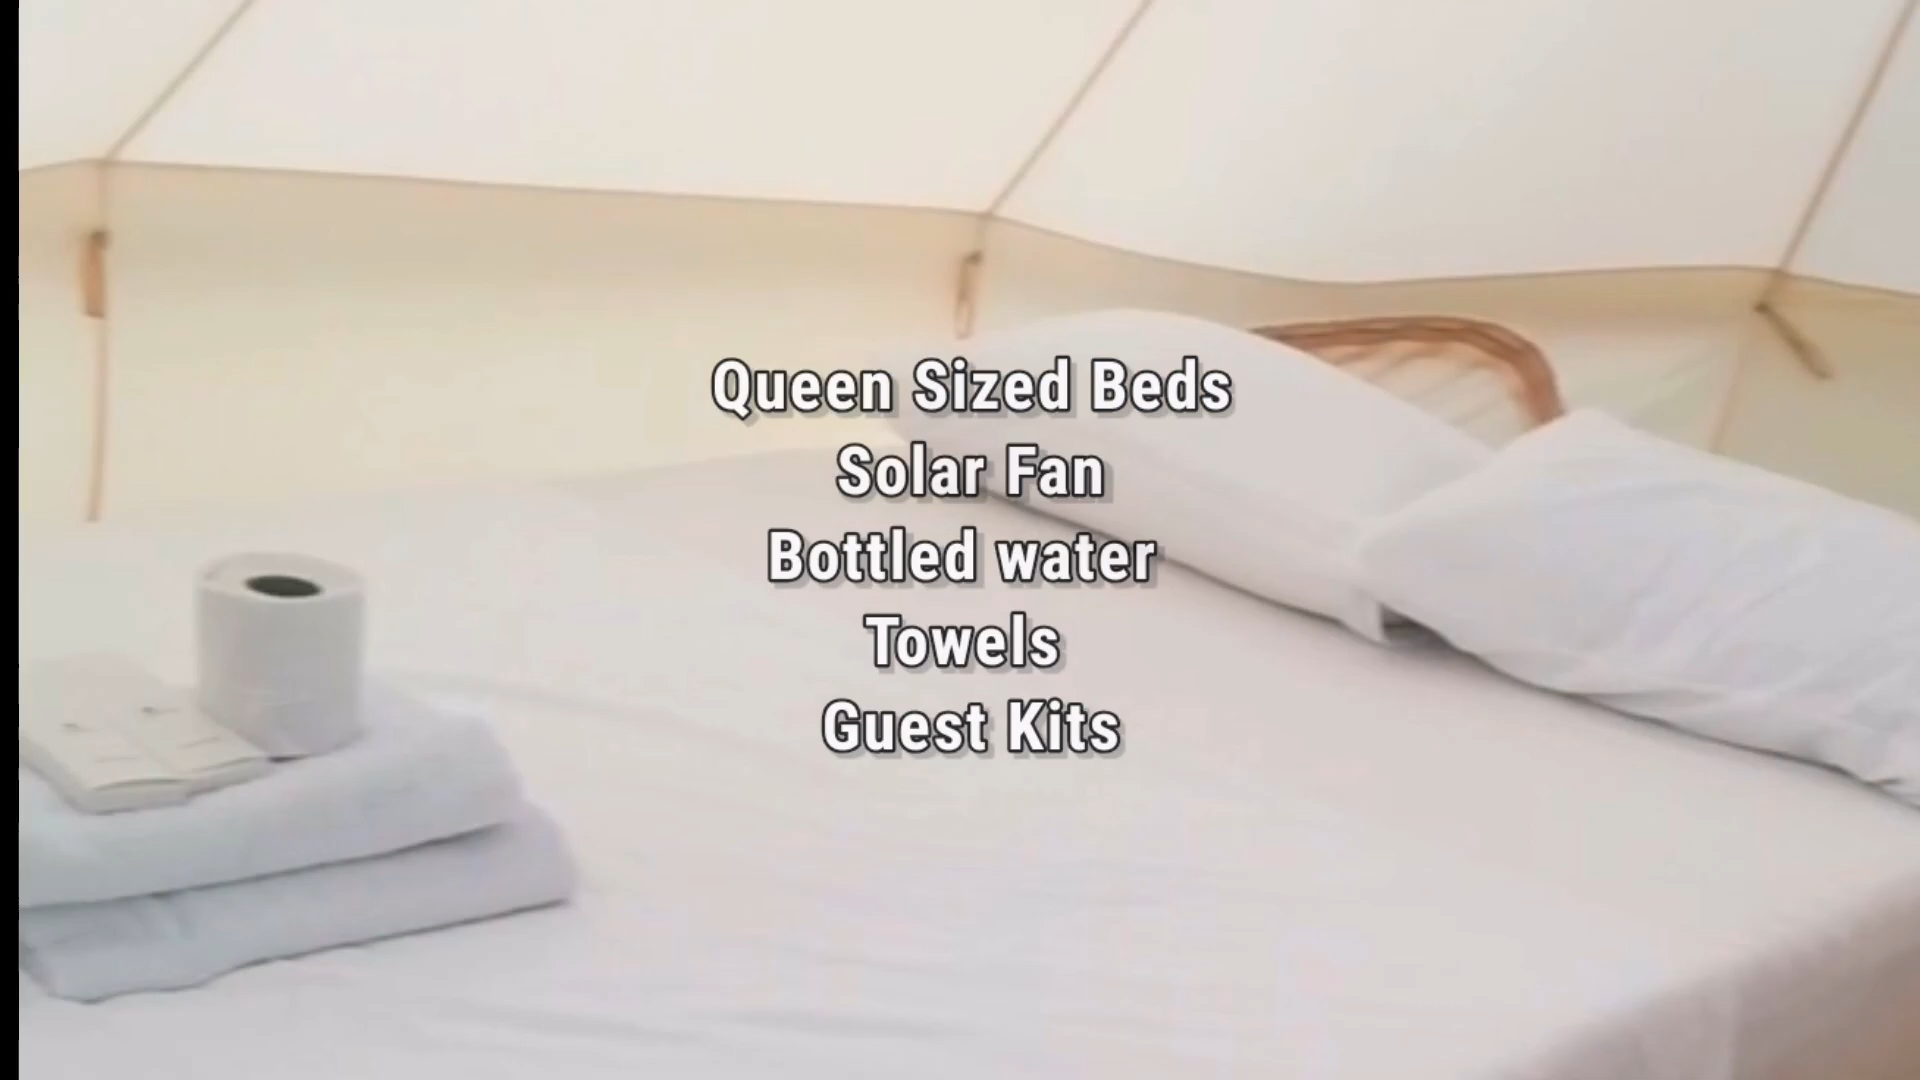 Queen Sized Beds
Solar Fan
Bottled water
Towels
Guest Kits